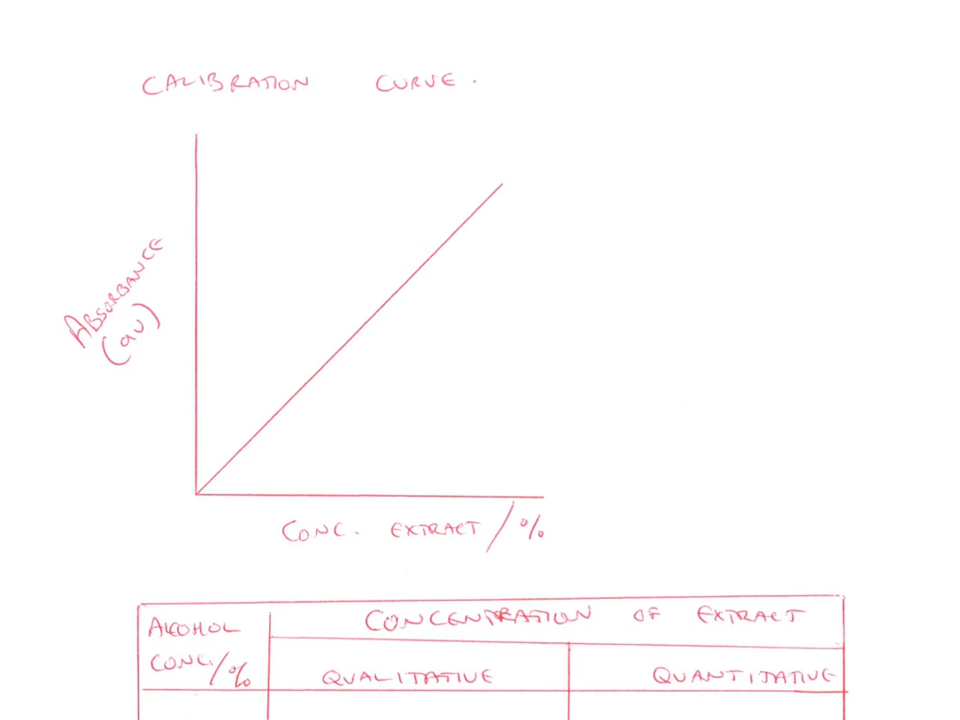 CALIBRATION CURVE.
ABSORBANCE
(au)
CONC. EXTRACT / %
ALCOHOL
CONC. / %
CONCENTRATION OF EXTRACT
QUALITATIVE
QUANTITATIVE